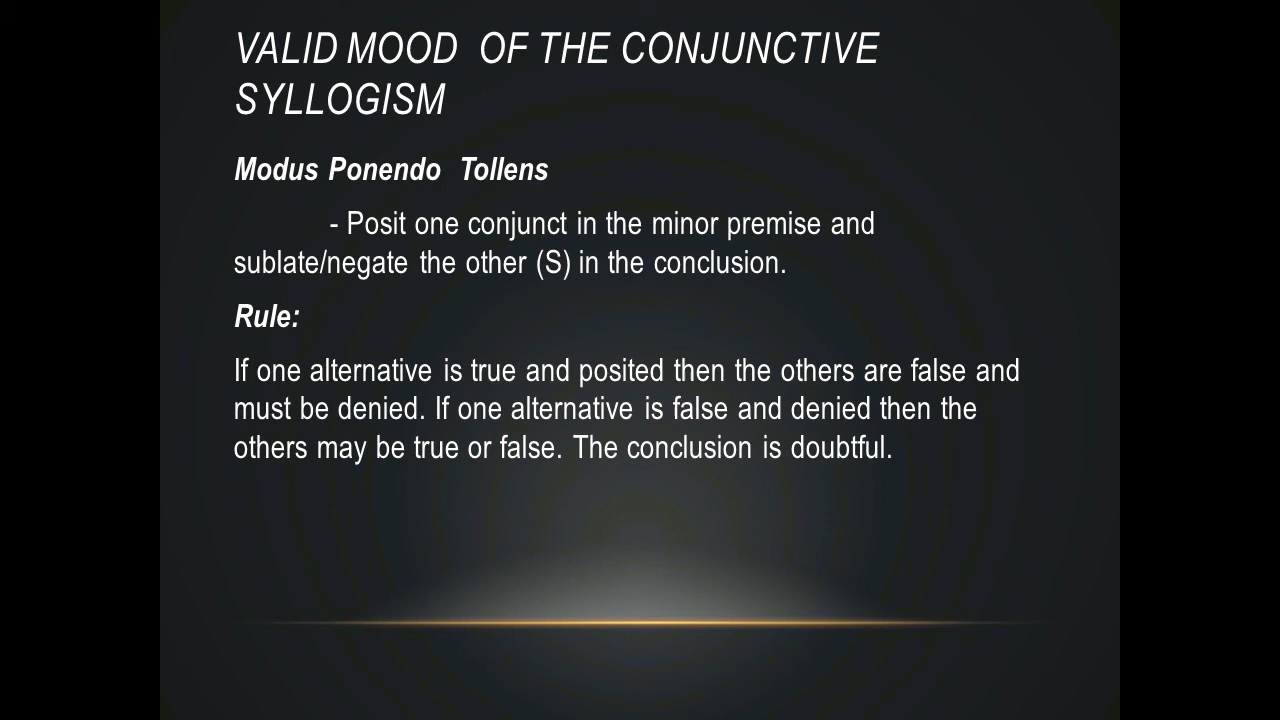 VALID MOOD OF THE CONJUNCTIVE
SYLLOGISM
Modus Ponendo Tollens
- Posit one conjunct in the minor premise and
sublate/negate the other (S) in the conclusion.
Rule:
If one alternative is true and posited then the others are false and
must be denied. If one alternative is false and denied then the
others may be true or false. The conclusion is doubtful.